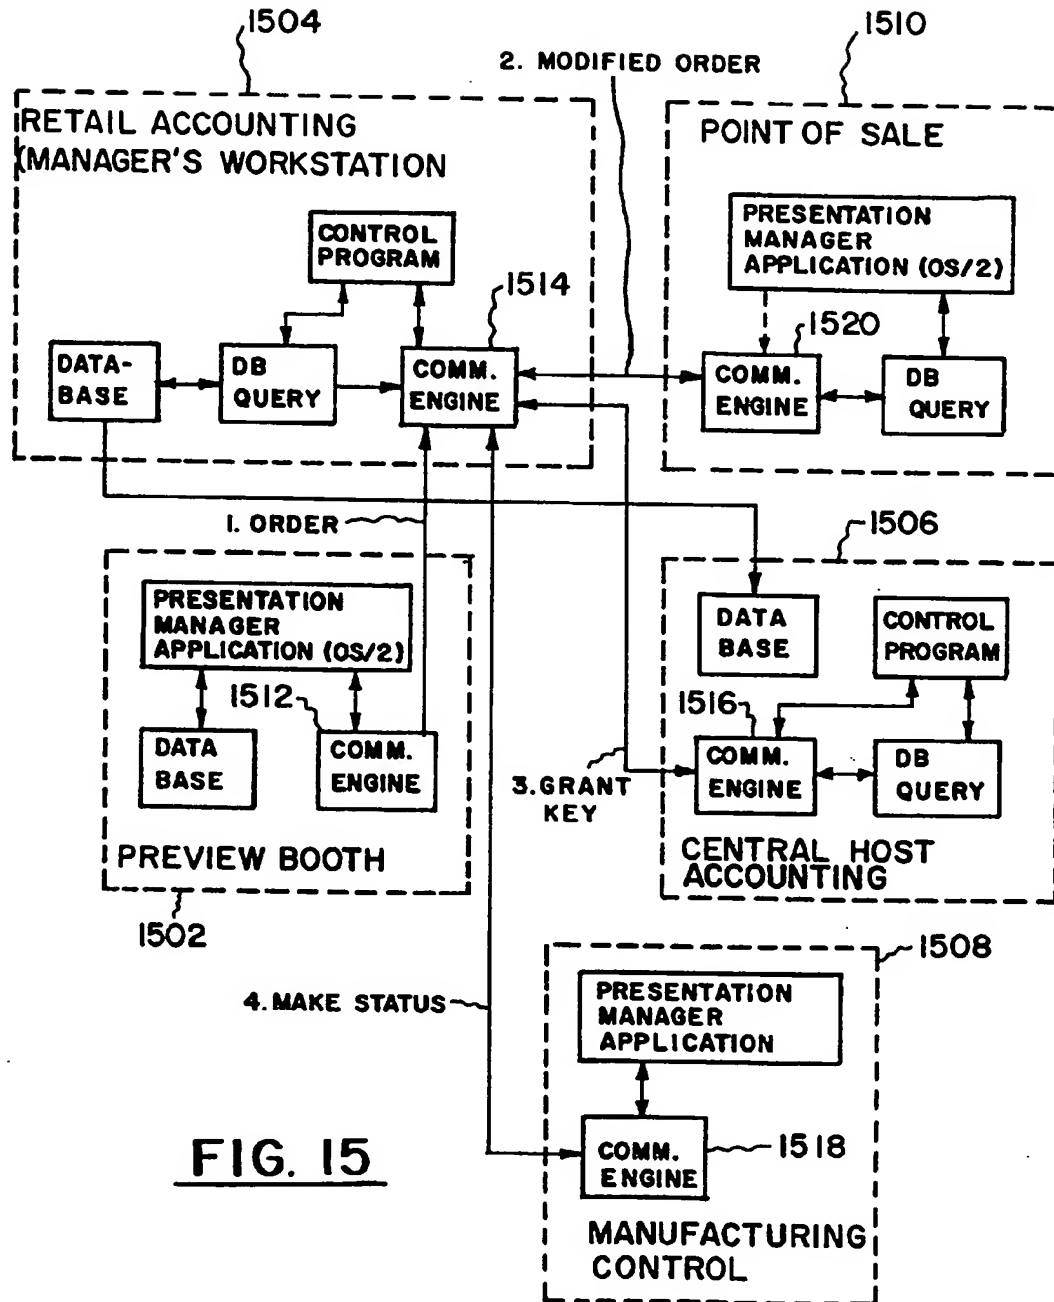 1504
1510
2. MODIFIED ORDER
RETAIL ACCOUNTING
(MANAGER'S WORKSTATION
POINT OF SALE
CONTROL
PROGRAM
PRESENTATION
MANAGER
APPLICATION (OS/2)
1514
1520
DATA-
BASE
DB
QUERY
COMM.
ENGINE
COMM.
ENGINE
DB
QUERY
1. ORDER
1506
PRESENTATION
MANAGER
APPLICATION (OS/2)
DATA
BASE
CONTROL
PROGRAM
1512
1516
DATA
BASE
COMM.
ENGINE
COMM.
ENGINE
DB
QUERY
3. GRANT
KEY
PREVIEW BOOTH
CENTRAL HOST
ACCOUNTING
1502
1508
4. MAKE STATUS
PRESENTATION
MANAGER
APPLICATION
COMM.
ENGINE
1518
FIG. 15
MANUFACTURING
CONTROL